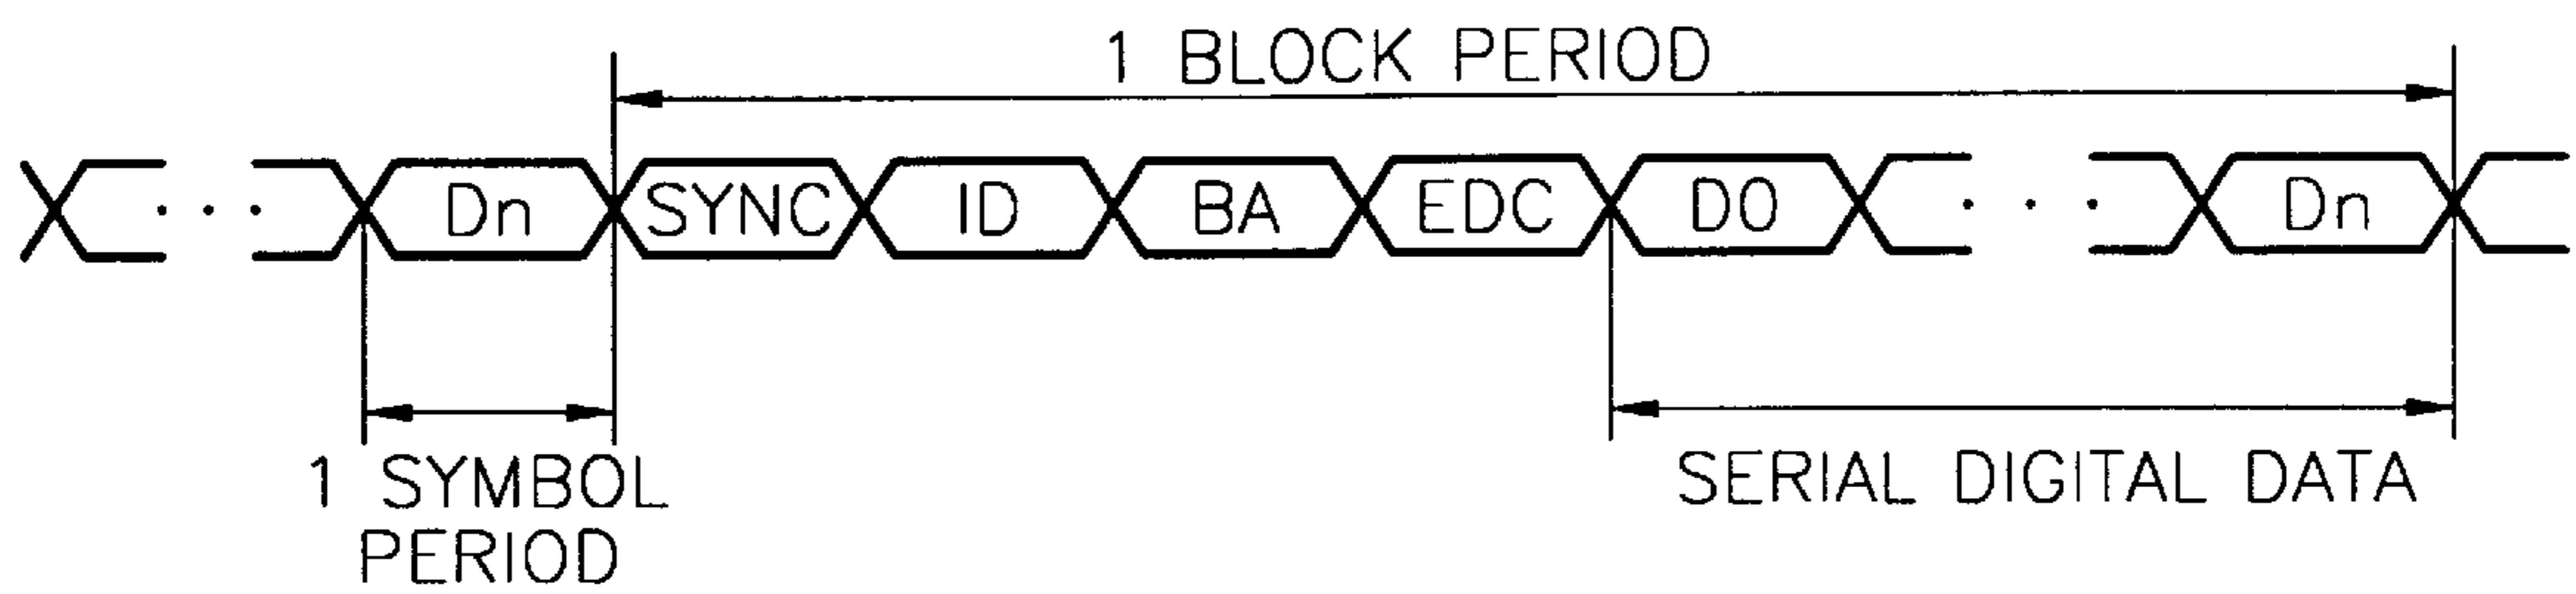 1 BLOCK PERIOD
Dn SYNC ID BA EDC D0 Dn
1 SYMBOL
PERIOD
SERIAL DIGITAL DATA